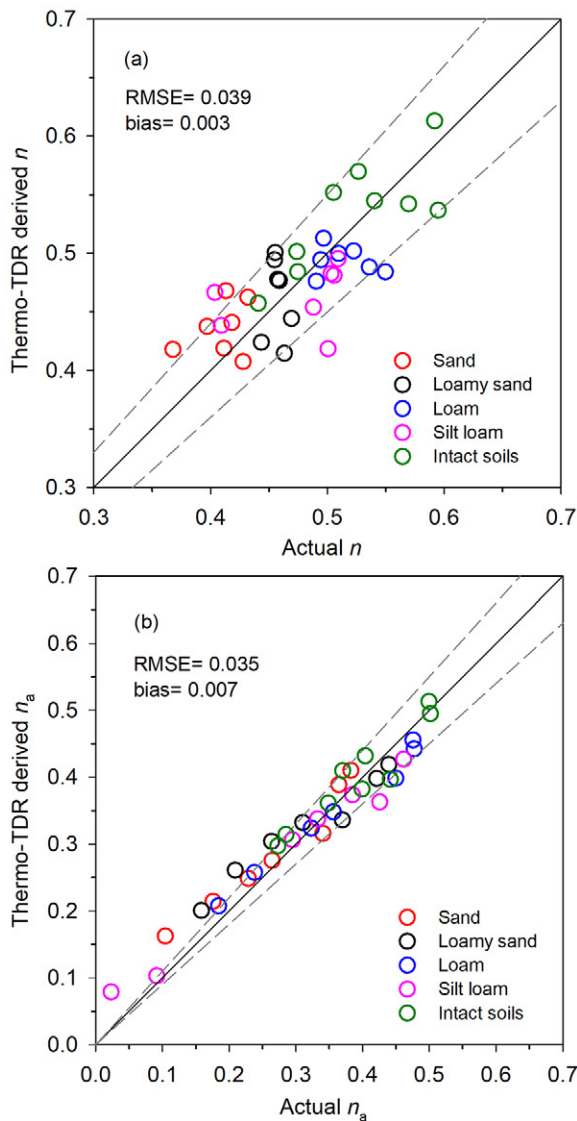 0.7
(a)
RMSE= 0.039
bias= 0.003
0.6
Thermo-TDR derived n
0.5
0.4
Sand
Loamy sand
Loam
Silt loam
Intact soils
0.3
0.3 0.4 0.5 0.6 0.7
Actual n
0.7
(b)
0.6
RMSE= 0.035
bias= 0.007
0.5
Thermo-TDR derived nₐ
0.4
0.3
0.2
Sand
Loamy sand
0.1
Loam
Silt loam
Intact soils
0.0
0.0 0.1 0.2 0.3 0.4 0.5 0.6 0.7
Actual nₐ